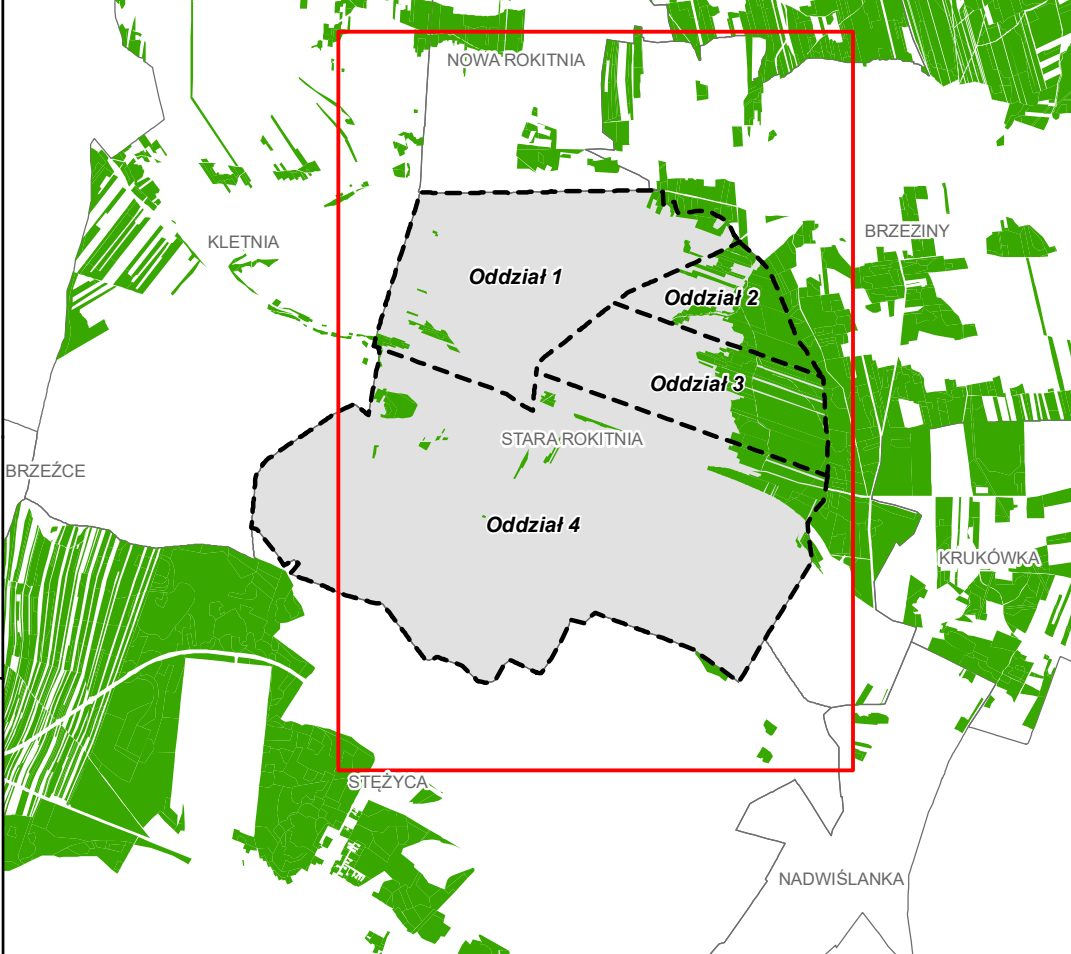 NOWA ROKITNIA
BRZEZINY
KLETNIA
Oddział 1
Oddział 2
Oddział 3
STARA ROKITNIA
BRZEŹCE
Oddział 4
KRUKÓWKA
STĘŻYCA
NADWIŚLANKA